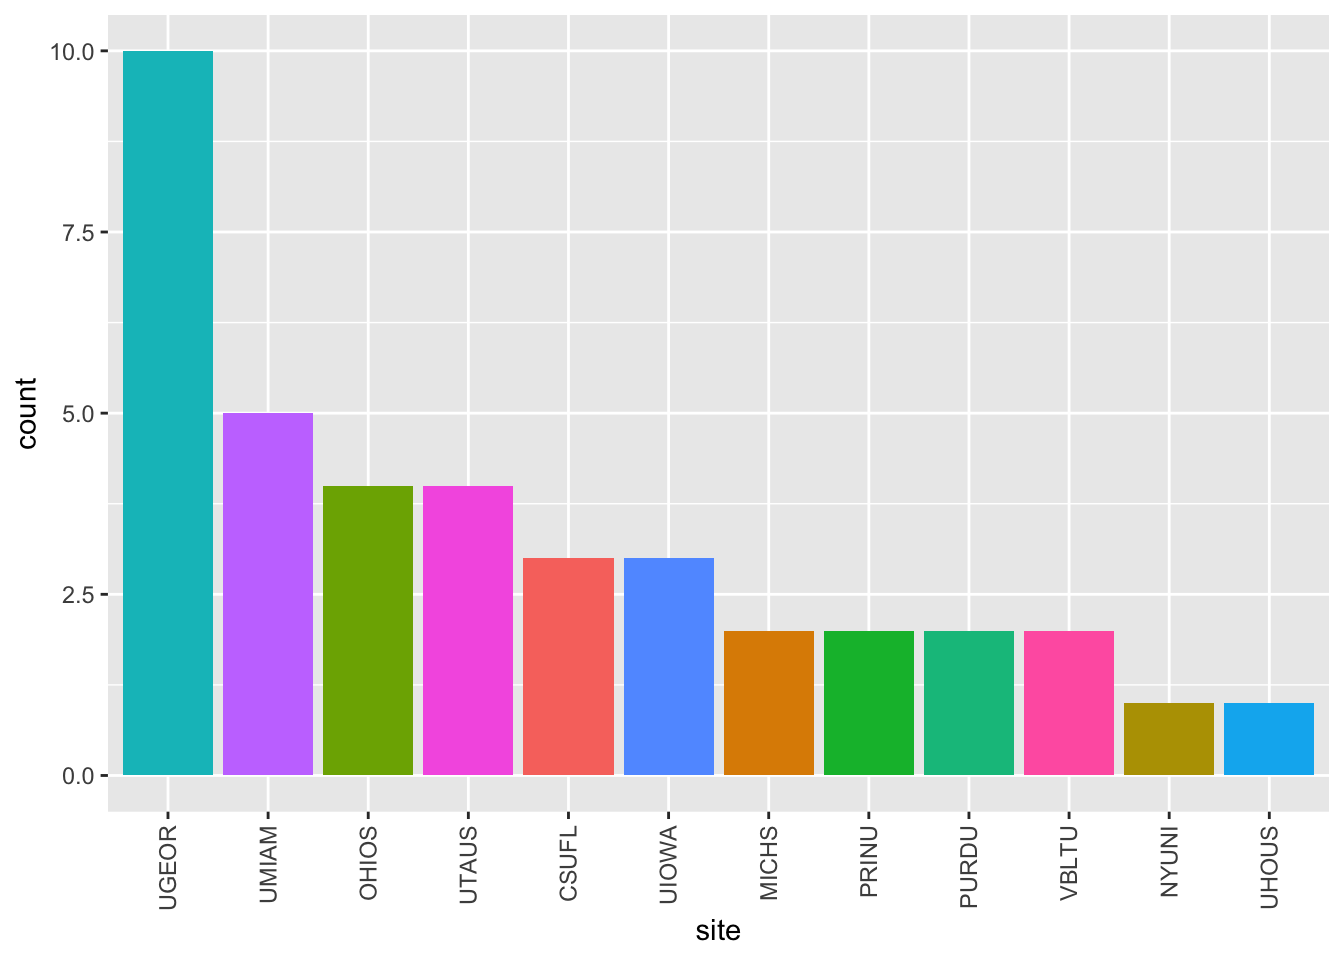 10.0
7.5
5.0
2.5
0.0
count
UGEOR
UMIAM
OHIOS
UTAUS
CSUFL
UIOWA
MICHS
PRINU
PURDU
VBLTU
NYUNI
UHOUS
site